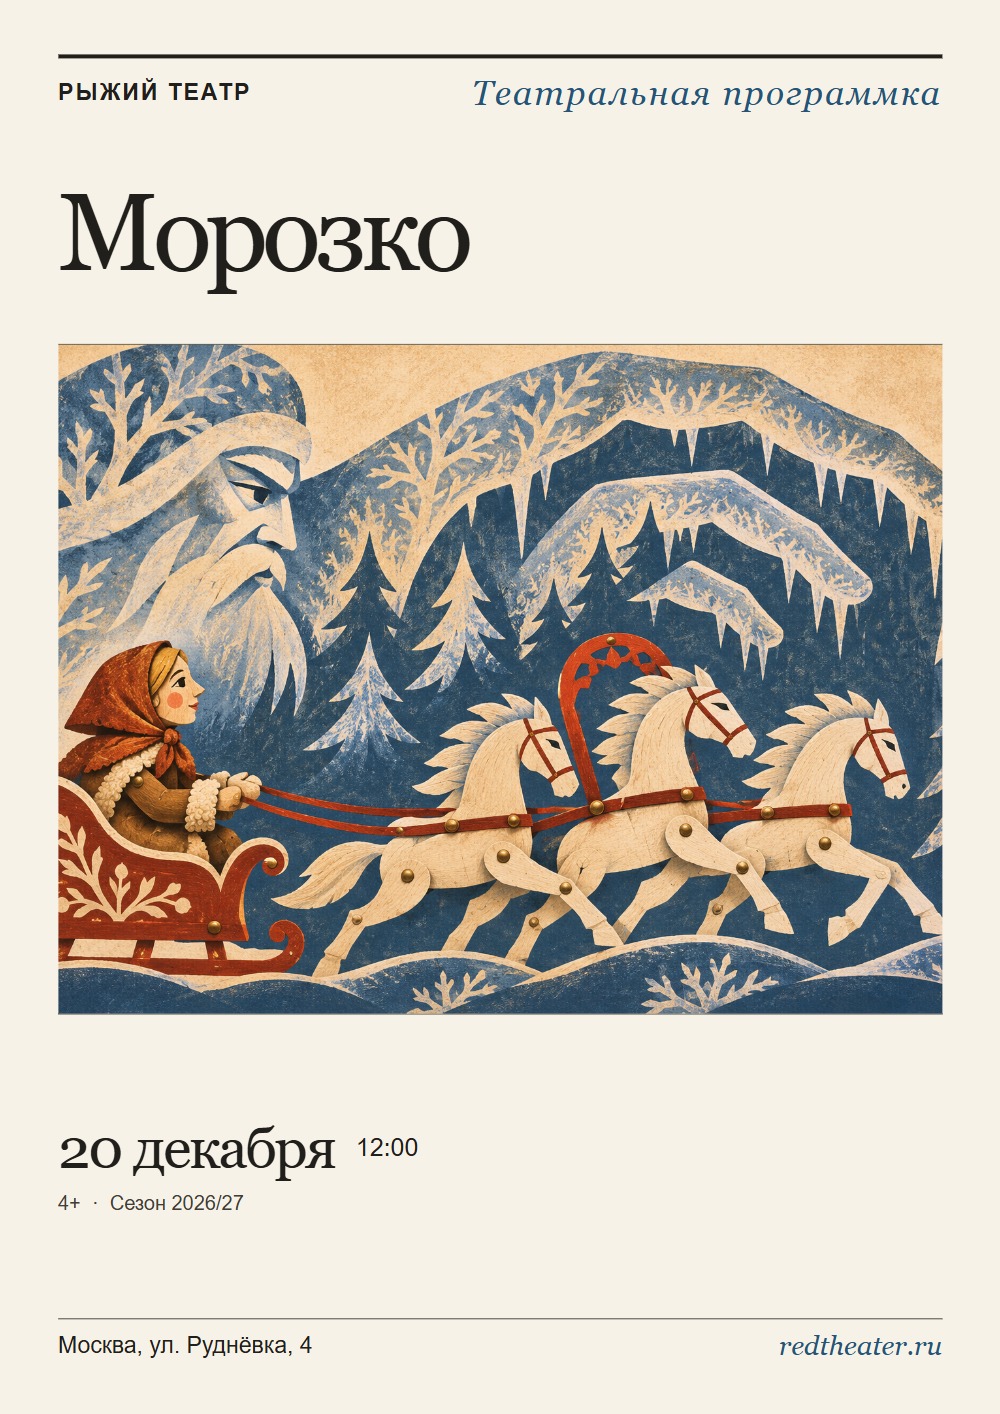 РЫЖИЙ ТЕАТР
Театральная программка
Морозко
20 декабря 12:00
4+ · Сезон 2026/27
Москва, ул. Руднёвка, 4
redtheater.ru